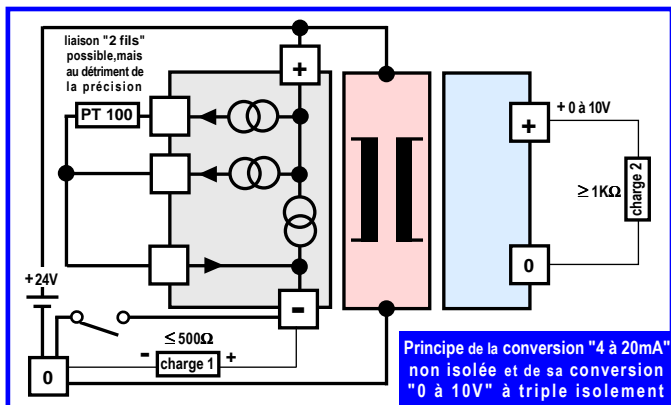 liaison "2 fils"
possible,mais
au détriment de
la précision
PT 100
+
+ 0 à 10V
+
≥ 1KΩ
charge 2
0
+24V
-
≤ 500Ω
- charge 1 +
0
Principe de la conversion "4 à 20mA"
non isolée et de sa conversion
"0 à 10V" à triple isolement